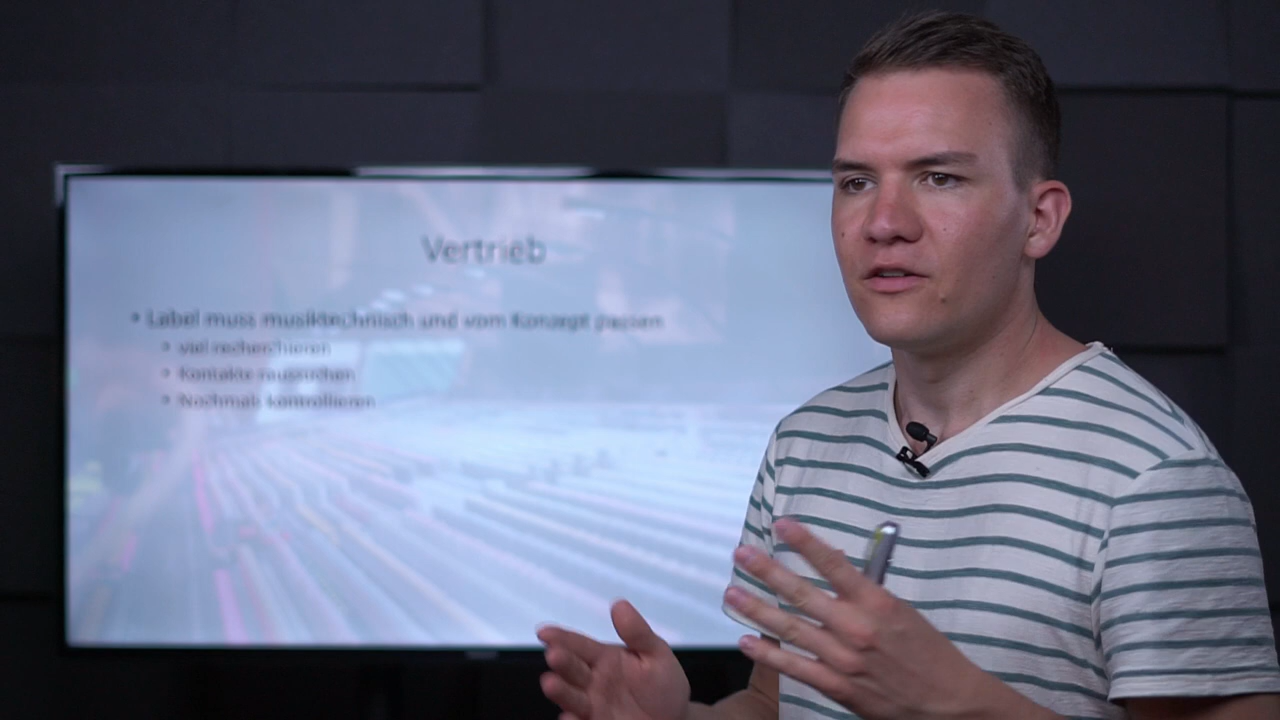 Vertrieb
• Label muss musiktechnisch und vom Konzept passen
• viel recherchieren
• Kontakte raussuchen
• Nochmals kontrollieren